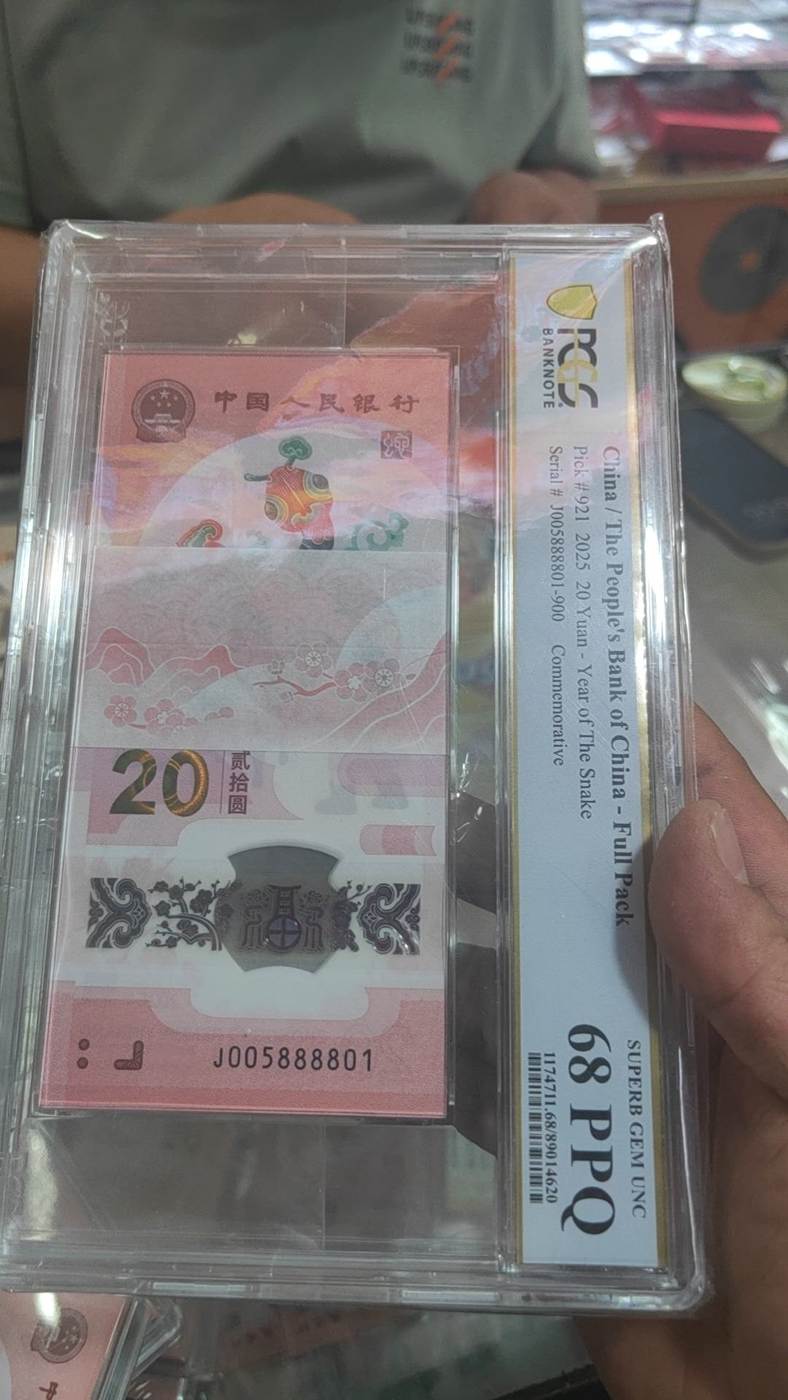 PCGS
BANKNOTE
China / The People's Bank of China - Full Pack
Pick # 921 2025 20 Yuan - Year of The Snake
Serial # J005888801-900 Commemorative
SUPERB GEM UNC
68 PPQ
1174711.68/89014620
中国人民银行
20
贰拾圆
J005888801